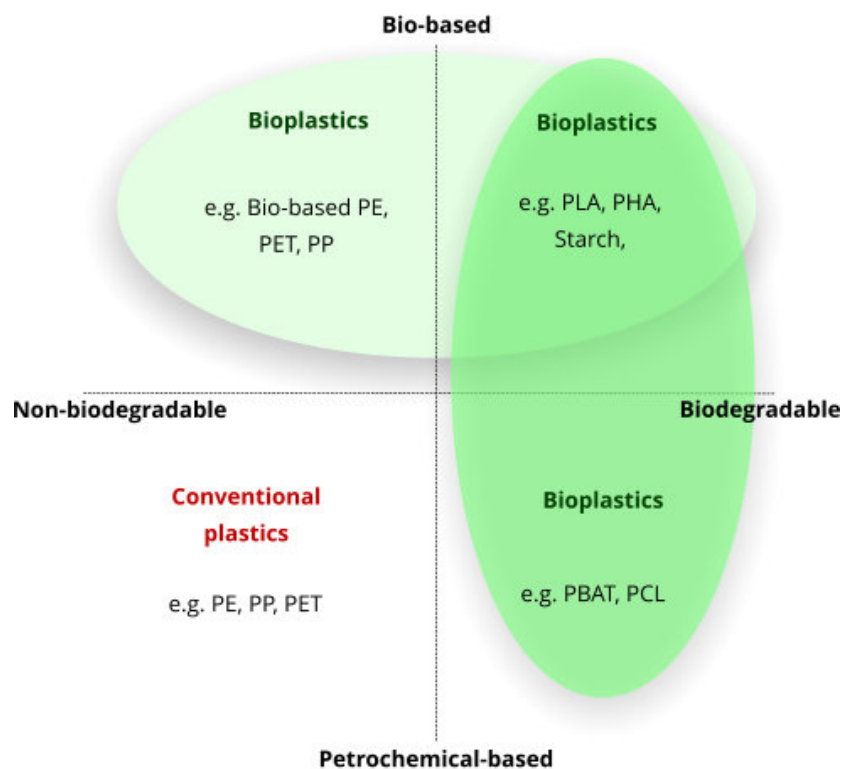 Bio-based
Bioplastics
e.g. Bio-based PE,
PET, PP
Bioplastics
e.g. PLA, PHA,
Starch,
Non-biodegradable
Biodegradable
Conventional
plastics
e.g. PE, PP, PET
Bioplastics
e.g. PBAT, PCL
Petrochemical-based